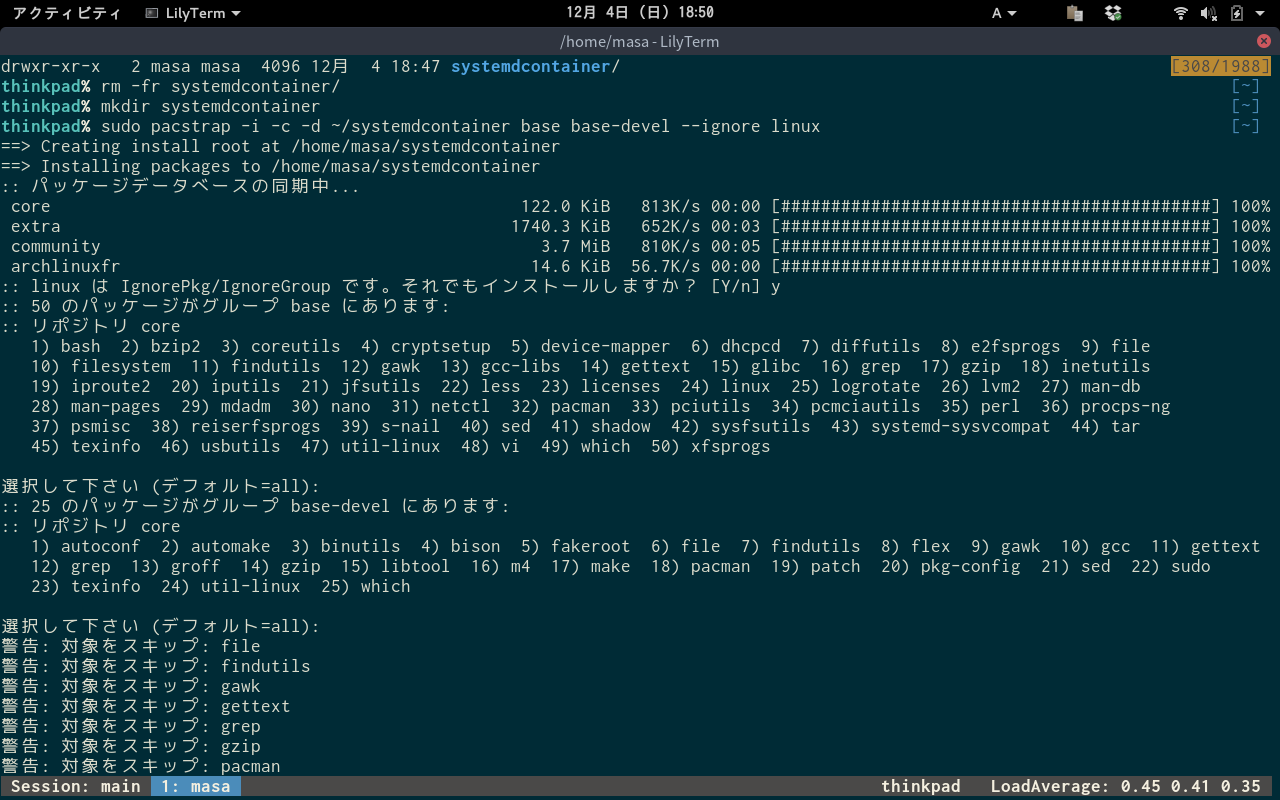 アクティビティ LilyTerm 12月 4日 (日) 18:50 A
/home/masa - LilyTerm
drwxr-xr-x   2 masa masa  4096 12月  4 18:47 systemdcontainer/ [308/1988]
thinkpad% rm -fr systemdcontainer/ [~]
thinkpad% mkdir systemdcontainer [~]
thinkpad% sudo pacstrap -i -c -d ~/systemdcontainer base base-devel --ignore linux [~]
==> Creating install root at /home/masa/systemdcontainer
==> Installing packages to /home/masa/systemdcontainer
:: パッケージデータベースの同期中...
core 122.0 KiB   813K/s 00:00 [###########################################] 100%
extra 1740.3 KiB   652K/s 00:03 [###########################################] 100%
community 3.7 MiB   810K/s 00:05 [###########################################] 100%
archlinuxfr 14.6 KiB  56.7K/s 00:00 [###########################################] 100%
:: linux は IgnorePkg/IgnoreGroup です。それでもインストールしますか？ [Y/n] y
:: 50 のパッケージがグループ base にあります:
:: リポジトリ core
1) bash  2) bzip2  3) coreutils  4) cryptsetup  5) device-mapper  6) dhcpcd  7) diffutils  8) e2fsprogs  9) file
10) filesystem  11) findutils  12) gawk  13) gcc-libs  14) gettext  15) glibc  16) grep  17) gzip  18) inetutils
19) iproute2  20) iputils  21) jfsutils  22) less  23) licenses  24) linux  25) logrotate  26) lvm2  27) man-db
28) man-pages  29) mdadm  30) nano  31) netctl  32) pacman  33) pciutils  34) pcmciautils  35) perl  36) procps-ng
37) psmisc  38) reiserfsprogs  39) s-nail  40) sed  41) shadow  42) sysfsutils  43) systemd-sysvcompat  44) tar
45) texinfo  46) usbutils  47) util-linux  48) vi  49) which  50) xfsprogs
選択して下さい (デフォルト=all):
:: 25 のパッケージがグループ base-devel にあります:
:: リポジトリ core
1) autoconf  2) automake  3) binutils  4) bison  5) fakeroot  6) file  7) findutils  8) flex  9) gawk  10) gcc  11) gettext
12) grep  13) groff  14) gzip  15) libtool  16) m4  17) make  18) pacman  19) patch  20) pkg-config  21) sed  22) sudo
23) texinfo  24) util-linux  25) which
選択して下さい (デフォルト=all):
警告: 対象をスキップ: file
警告: 対象をスキップ: findutils
警告: 対象をスキップ: gawk
警告: 対象をスキップ: gettext
警告: 対象をスキップ: grep
警告: 対象をスキップ: gzip
警告: 対象をスキップ: pacman
Session: main 1: masa thinkpad LoadAverage: 0.45 0.41 0.35